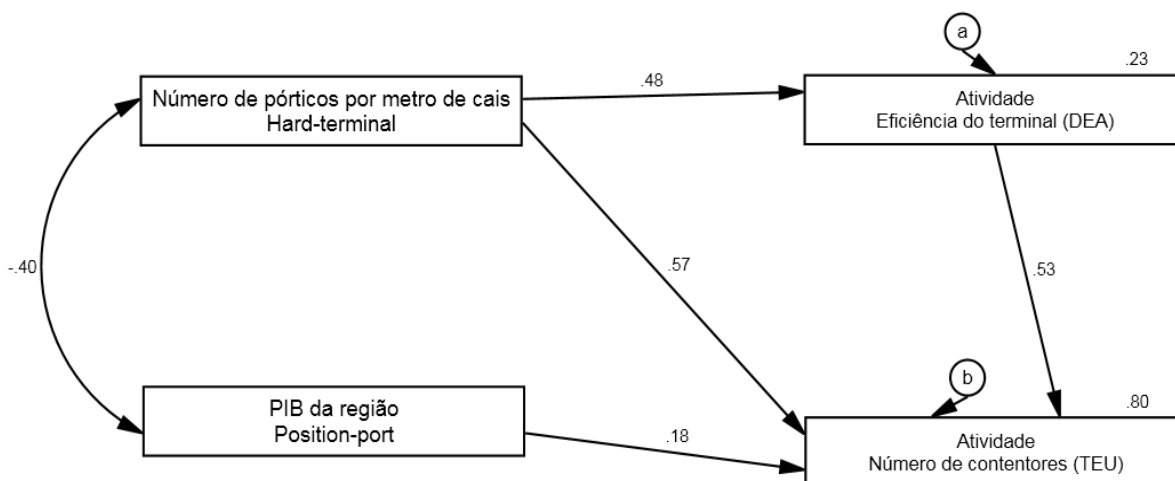 a
.23
Número de pórticos por metro de cais
Hard-terminal
.48
Atividade
Eficiência do terminal (DEA)
-.40
.57
.53
b
.80
PIB da região
Position-port
.18
Atividade
Número de contentores (TEU)